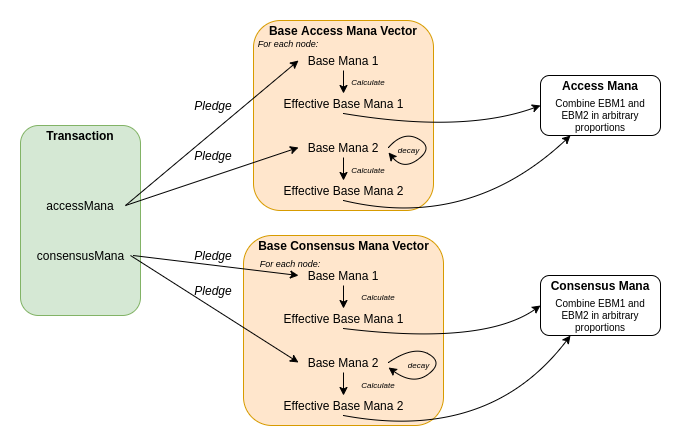 Transaction
accessMana
consensusMana
Pledge
Pledge
Pledge
Pledge
Base Access Mana Vector
For each node:
Base Mana 1
Calculate
Effective Base Mana 1
Base Mana 2
decay
Calculate
Effective Base Mana 2
Base Consensus Mana Vector
For each node:
Base Mana 1
Calculate
Effective Base Mana 1
Base Mana 2
decay
Calculate
Effective Base Mana 2
Access Mana
Combine EBM1 and
EBM2 in arbitrary
proportions
Consensus Mana
Combine EBM1 and
EBM2 in arbitrary
proportions